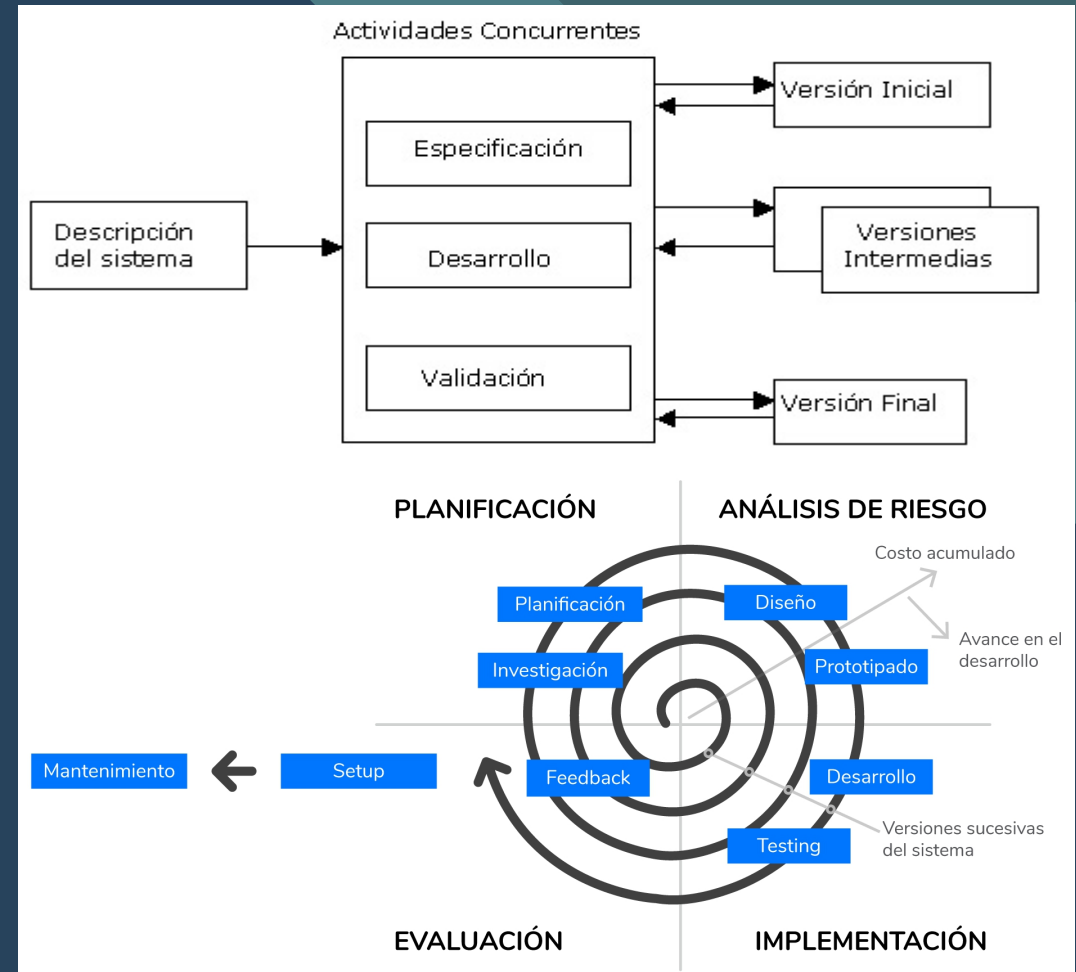 Actividades Concurrentes
Versión Inicial
Especificación
Descripción
del sistema
Versiones
Intermedias
Desarrollo
Validación
Versión Final
PLANIFICACIÓN
ANÁLISIS DE RIESGO
Costo acumulado
Planificación
Diseño
Avance en el
desarrollo
Investigación
Prototipado
Mantenimiento
Setup
Feedback
Desarrollo
Versiones sucesivas
del sistema
Testing
EVALUACIÓN
IMPLEMENTACIÓN